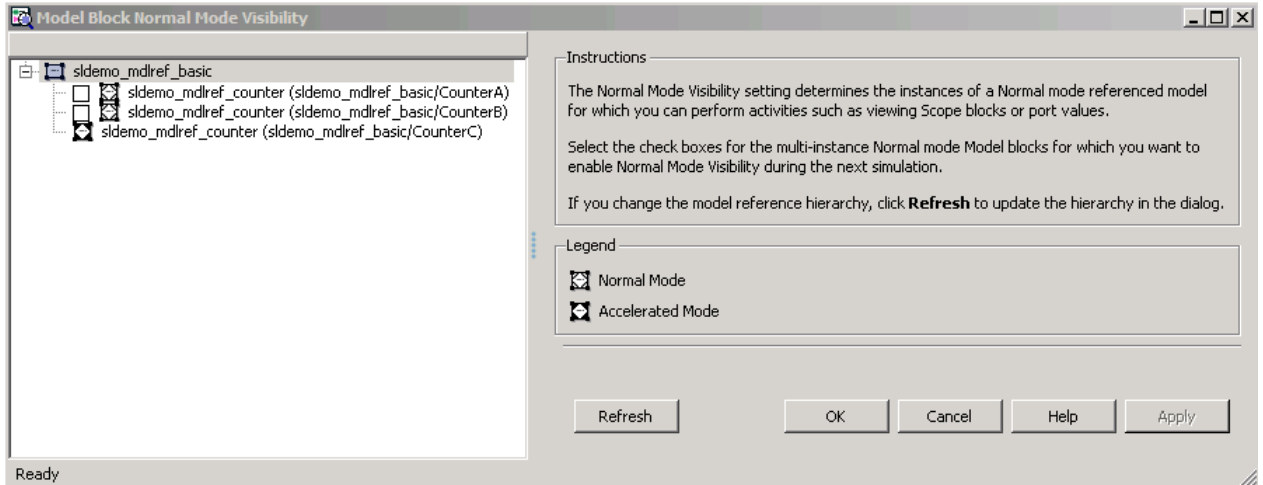 Model Block Normal Mode Visibility
sldemo_mdlref_basic
sldemo_mdlref_counter (sldemo_mdlref_basic/CounterA)
sldemo_mdlref_counter (sldemo_mdlref_basic/CounterB)
sldemo_mdlref_counter (sldemo_mdlref_basic/CounterC)
Instructions
The Normal Mode Visibility setting determines the instances of a Normal mode referenced model
for which you can perform activities such as viewing Scope blocks or port values.
Select the check boxes for the multi-instance Normal mode Model blocks for which you want to
enable Normal Mode Visibility during the next simulation.
If you change the model reference hierarchy, click Refresh to update the hierarchy in the dialog.
Legend
Normal Mode
Accelerated Mode
Refresh OK Cancel Help Apply
Ready